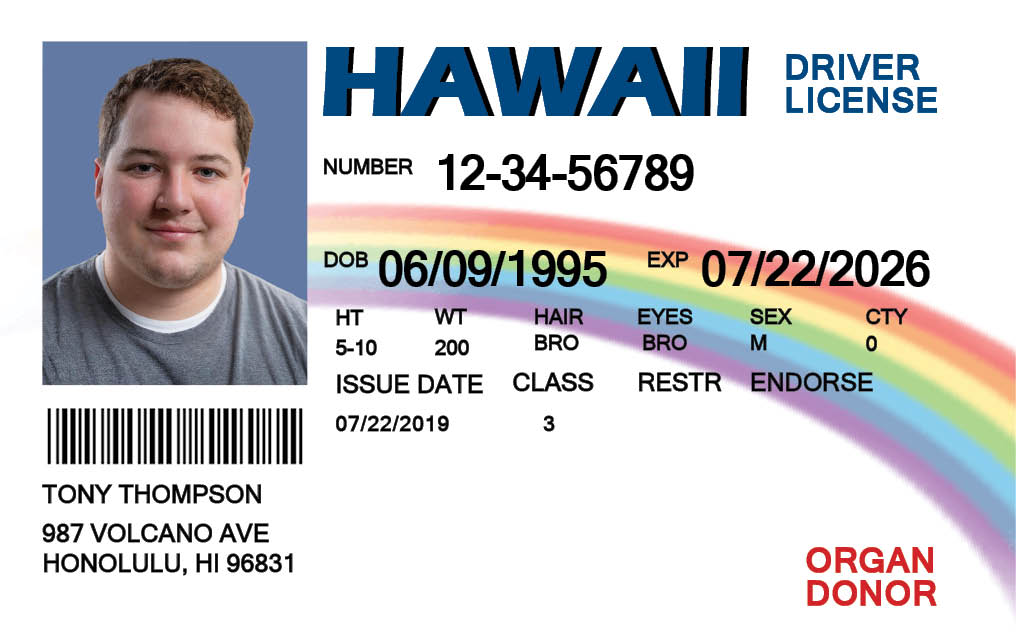 HAWAII
DRIVER
LICENSE
NUMBER 12-34-56789
DOB 06/09/1995 EXP 07/22/2026
HT WT HAIR EYES SEX CTY
5-10 200 BRO BRO M 0
ISSUE DATE CLASS RESTR ENDORSE
07/22/2019 3
TONY THOMPSON
987 VOLCANO AVE
HONOLULU, HI 96831
ORGAN
DONOR